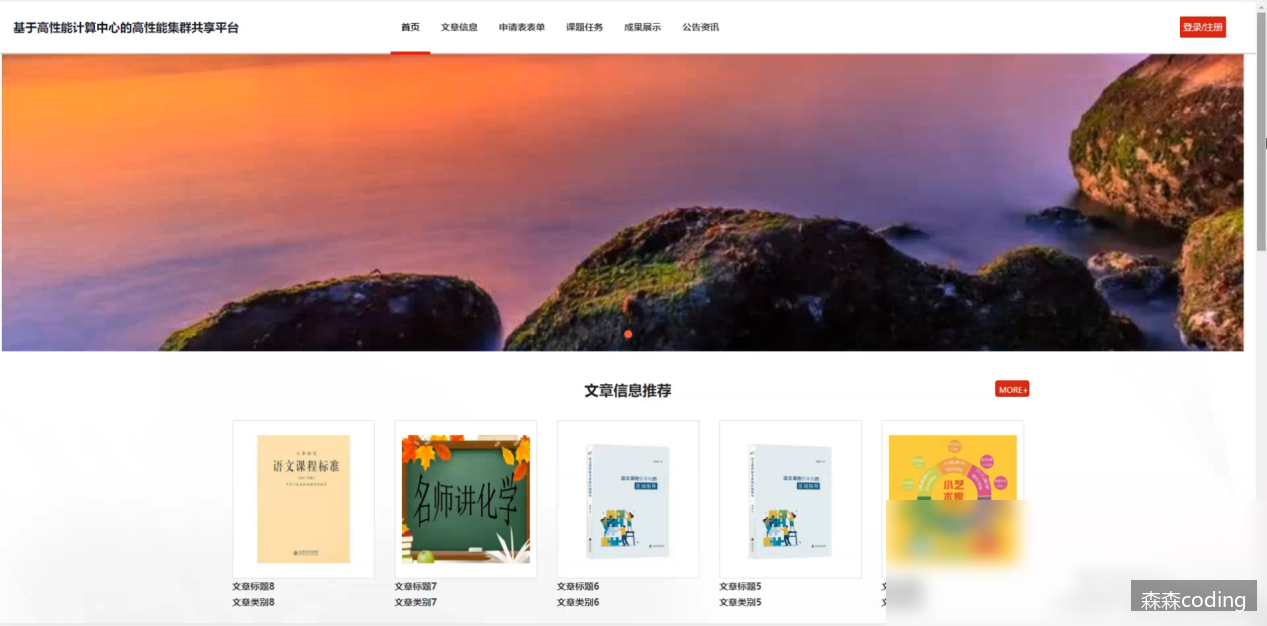 基于高性能计算中心的高性能集群共享平台
首页 文章信息 申请表表单 课题任务 成果展示 公告资讯
登录/注册
文章信息推荐
MORE+
语文课程标准
名师讲化学
小艺
术家
文章标题8
文章类别8
文章标题7
文章类别7
文章标题6
文章类别6
文章标题5
文章类别5
森森coding